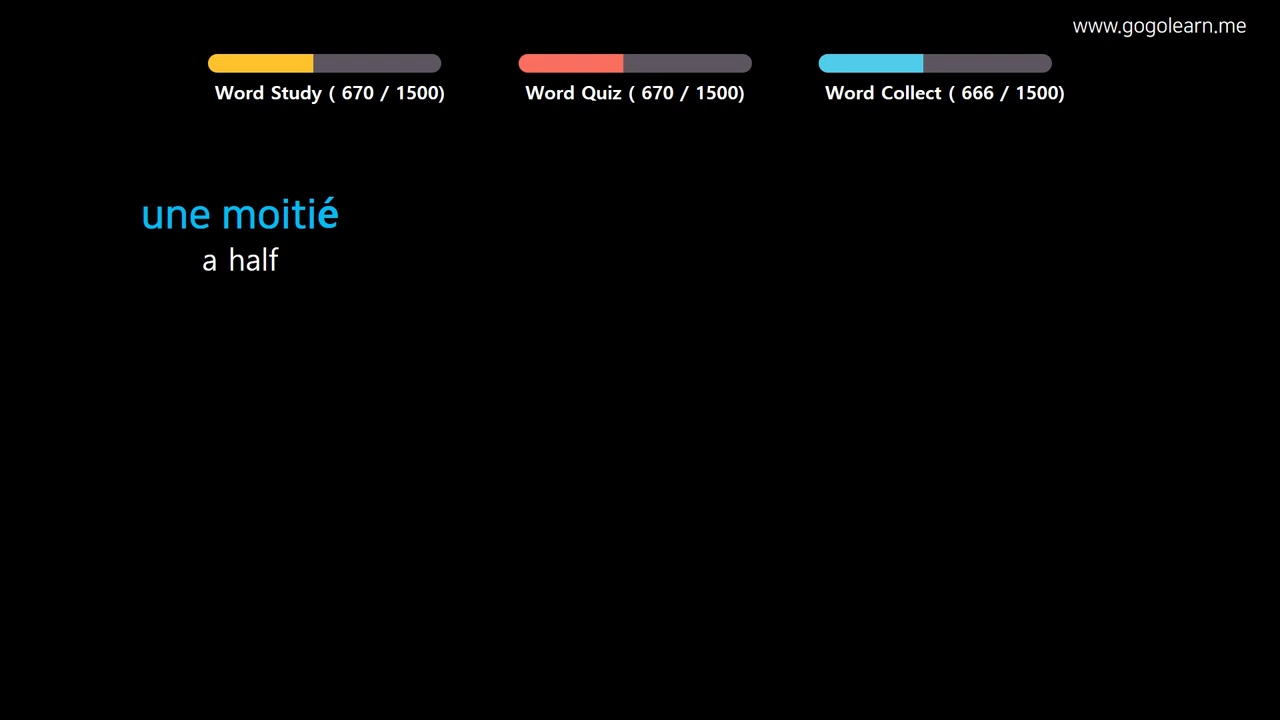 www.gogolearn.me
Word Study ( 670 / 1500)
Word Quiz ( 670 / 1500)
Word Collect ( 666 / 1500)
une moitié
a half